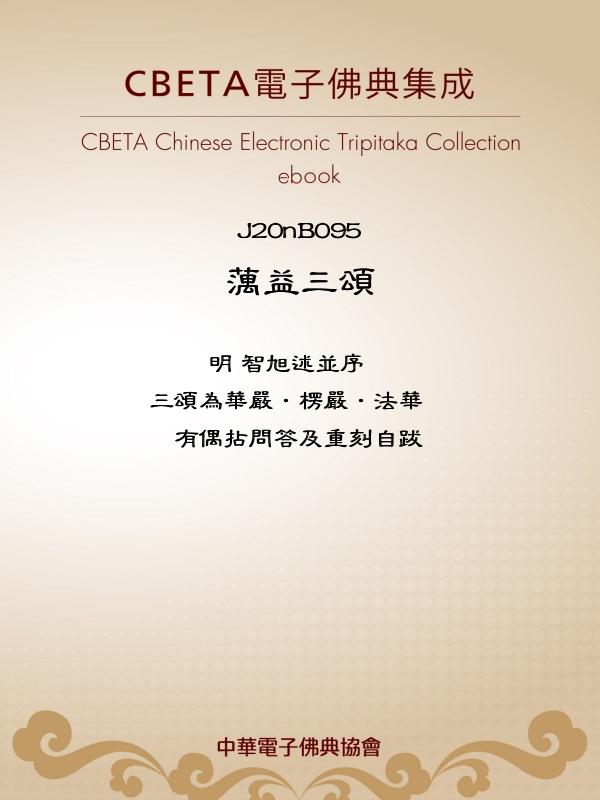 CBETA電子佛典集成
CBETA Chinese Electronic Tripitaka Collection
ebook
J20nB095
蕅益三頌
明 智旭述並序
三頌為華嚴．楞嚴．法華
有偶拈問答及重刻自跋
中華電子佛典協會